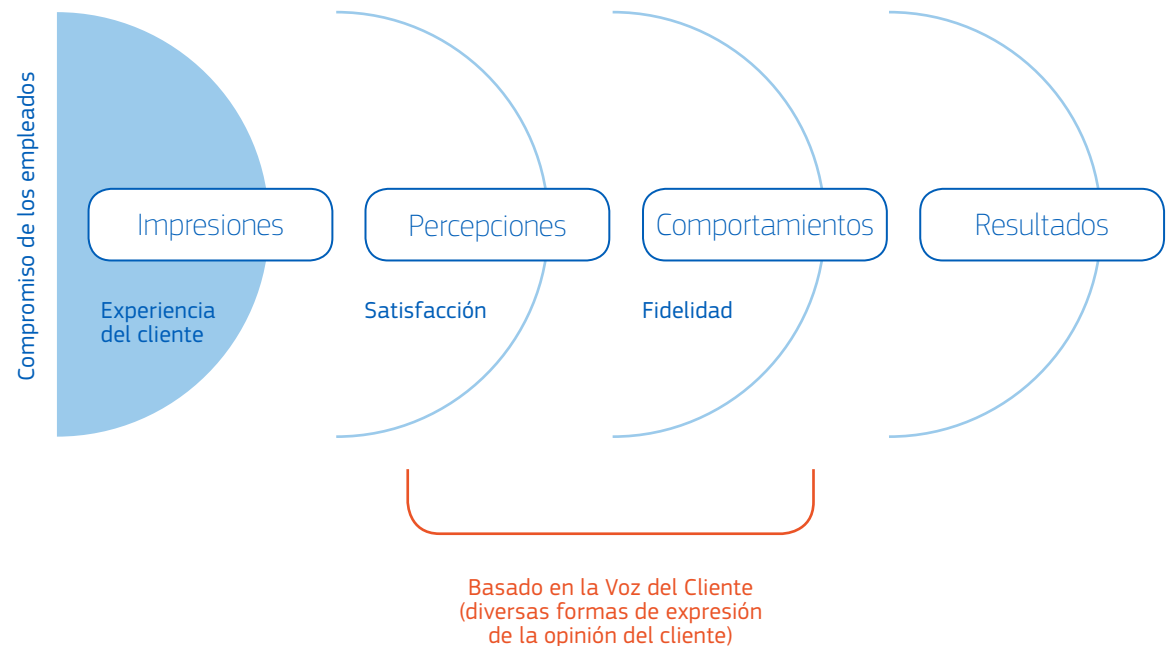 Compromiso de los empleados
Impresiones
Percepciones
Comportamientos
Resultados
Experiencia
del cliente
Satisfacción
Fidelidad
Basado en la Voz del Cliente
(diversas formas de expresión
de la opinión del cliente)